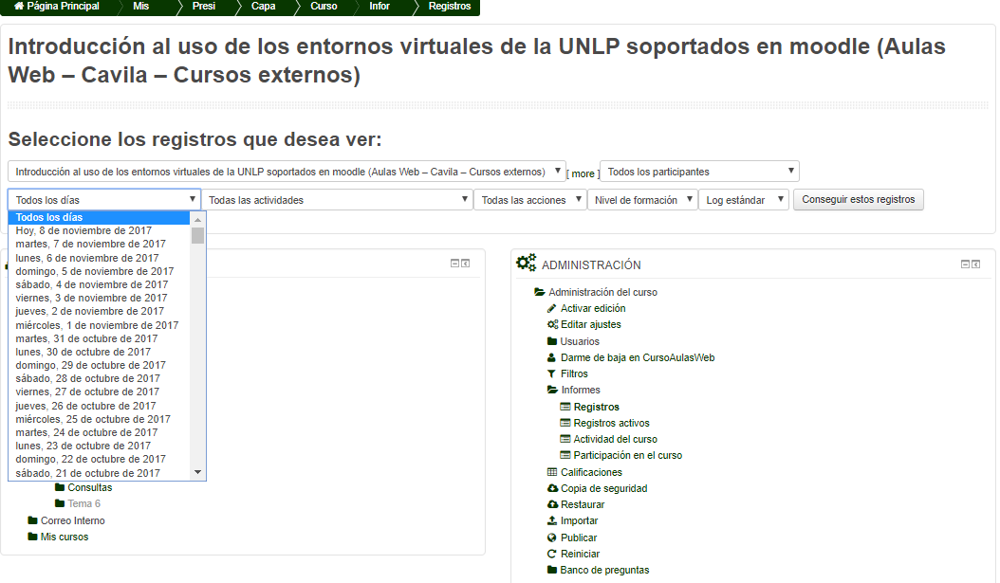 Página Principal Mis Presi Capa Curso Infor Registros
Introducción al uso de los entornos virtuales de la UNLP soportados en moodle (Aulas
Web – Cavila – Cursos externos)
Seleccione los registros que desea ver:
Introducción al uso de los entornos virtuales de la UNLP soportados en moodle (Aulas Web – Cavila – Cursos externos) [ more ] Todos los participantes
Todos los días Todas las actividades Todas las acciones Nivel de formación Log estándar Conseguir estos registros
Todos los días
Hoy, 8 de noviembre de 2017
martes, 7 de noviembre de 2017
lunes, 6 de noviembre de 2017
domingo, 5 de noviembre de 2017
sábado, 4 de noviembre de 2017
viernes, 3 de noviembre de 2017
jueves, 2 de noviembre de 2017
miércoles, 1 de noviembre de 2017
martes, 31 de octubre de 2017
lunes, 30 de octubre de 2017
domingo, 29 de octubre de 2017
sábado, 28 de octubre de 2017
viernes, 27 de octubre de 2017
jueves, 26 de octubre de 2017
miércoles, 25 de octubre de 2017
martes, 24 de octubre de 2017
lunes, 23 de octubre de 2017
domingo, 22 de octubre de 2017
sábado, 21 de octubre de 2017
Consultas
Tema 6
Correo Interno
Mis cursos
ADMINISTRACIÓN
Administración del curso
Activar edición
Editar ajustes
Usuarios
Darme de baja en CursoAulasWeb
Filtros
Informes
Registros
Registros activos
Actividad del curso
Participación en el curso
Calificaciones
Copia de seguridad
Restaurar
Importar
Publicar
Reiniciar
Banco de preguntas